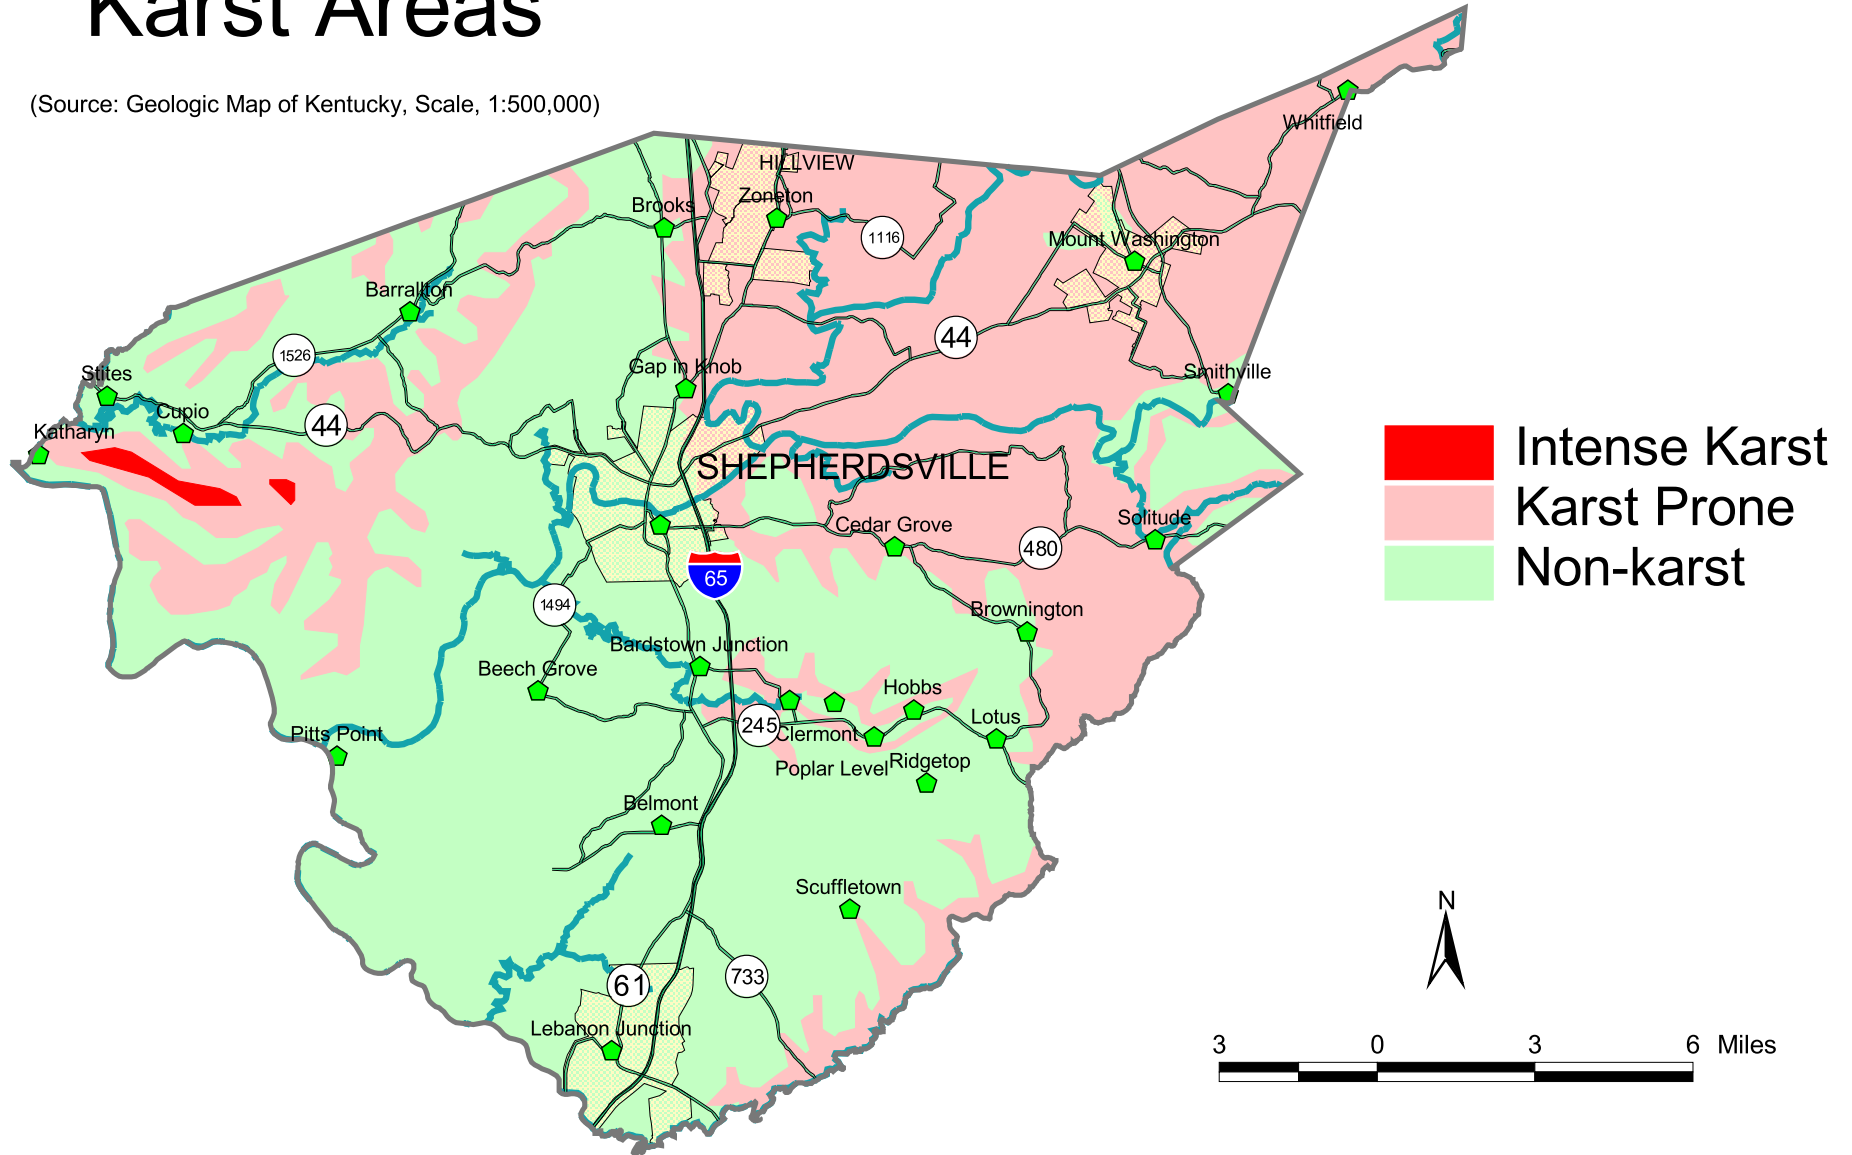 Karst Areas
(Source: Geologic Map of Kentucky, Scale, 1:500,000)
Whitfield
HILLVIEW
Zoneton
Brooks
1116
Mount Washington
Barrallton
44
1526
Gap in Knob
Smithville
Stites
Cupio
44
Katharyn
SHEPHERDSVILLE
Intense Karst
Karst Prone
Non-karst
Solitude
Cedar Grove
480
65
1494
Brownington
Bardstown Junction
Beech Grove
Hobbs
Lotus
245
Clermont
Pitts Point
Poplar Level
Ridgetop
Belmont
Scuffletown
N
733
61
Lebanon Junction
3 0 3 6 Miles